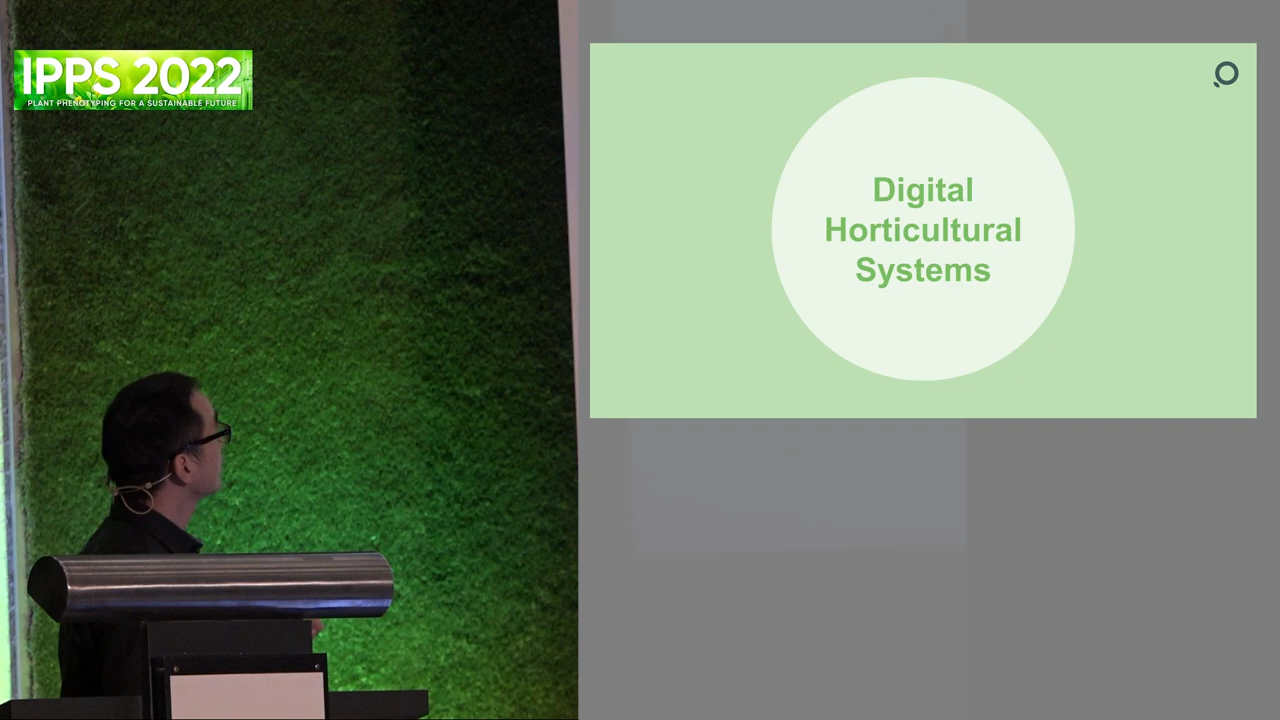 IPPS 2022
PLANT PHENOTYPING FOR A SUSTAINABLE FUTURE
Digital
Horticultural
Systems